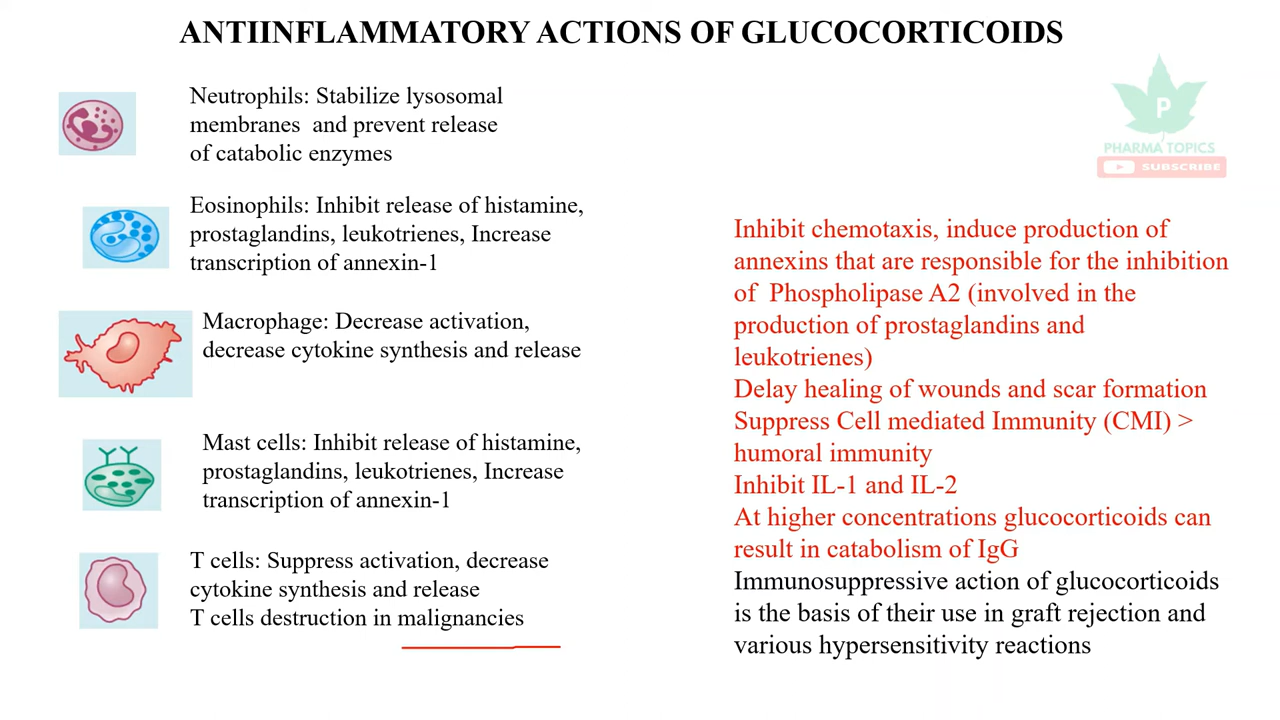 ANTIINFLAMMATORY ACTIONS OF GLUCOCORTICOIDS
Neutrophils: Stabilize lysosomal
membranes and prevent release
of catabolic enzymes
Eosinophils: Inhibit release of histamine,
prostaglandins, leukotrienes, Increase
transcription of annexin-1
Macrophage: Decrease activation,
decrease cytokine synthesis and release
Mast cells: Inhibit release of histamine,
prostaglandins, leukotrienes, Increase
transcription of annexin-1
T cells: Suppress activation, decrease
cytokine synthesis and release
T cells destruction in malignancies
P
PHARMA TOPICS
SUBSCRIBE
Inhibit chemotaxis, induce production of
annexins that are responsible for the inhibition
of Phospholipase A2 (involved in the
production of prostaglandins and
leukotrienes)
Delay healing of wounds and scar formation
Suppress Cell mediated Immunity (CMI) >
humoral immunity
Inhibit IL-1 and IL-2
At higher concentrations glucocorticoids can
result in catabolism of IgG
Immunosuppressive action of glucocorticoids
is the basis of their use in graft rejection and
various hypersensitivity reactions